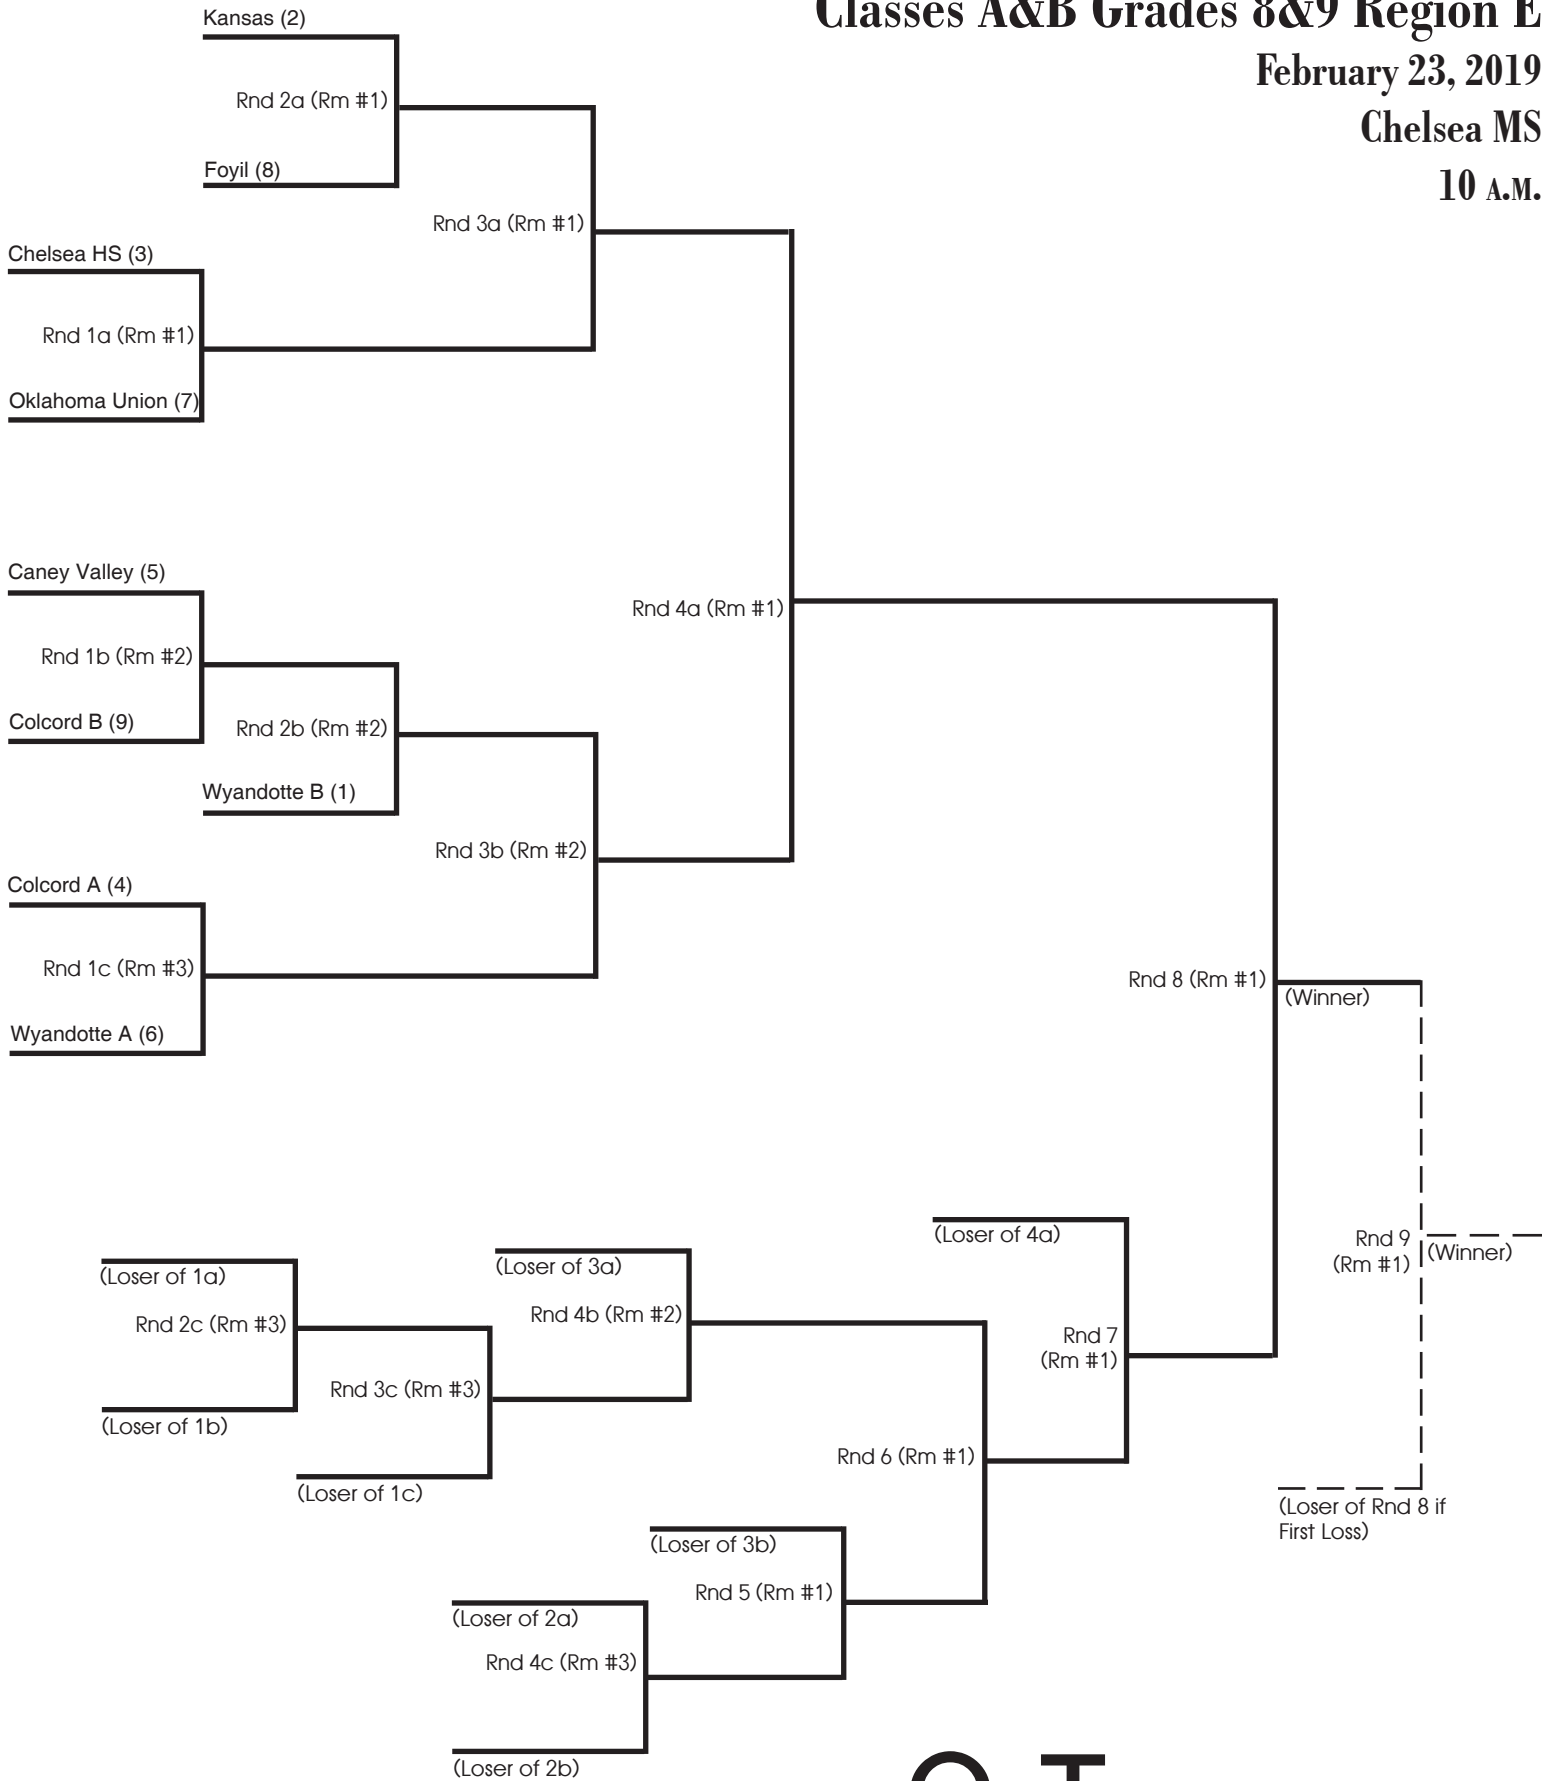 Classes A&B Grades 8&9 Region E
February 23, 2019
Chelsea MS
10 A.M.
Kansas (2)
Rnd 2a (Rm #1)
Foyil (8)
Rnd 3a (Rm #1)
Chelsea HS (3)
Rnd 1a (Rm #1)
Oklahoma Union (7)
Caney Valley (5)
Rnd 1b (Rm #2)
Colcord B (9)
Rnd 2b (Rm #2)
Wyandotte B (1)
Rnd 3b (Rm #2)
Colcord A (4)
Rnd 1c (Rm #3)
Wyandotte A (6)
Rnd 4a (Rm #1)
Rnd 8 (Rm #1)
(Winner)
(Loser of 4a)
Rnd 9
(Rm #1)
(Winner)
(Loser of 1a)
Rnd 2c (Rm #3)
(Loser of 1b)
(Loser of 3a)
Rnd 4b (Rm #2)
Rnd 3c (Rm #3)
(Loser of 1c)
Rnd 7
(Rm #1)
Rnd 6 (Rm #1)
(Loser of Rnd 8 if
First Loss)
(Loser of 3b)
Rnd 5 (Rm #1)
(Loser of 2a)
Rnd 4c (Rm #3)
(Loser of 2b)